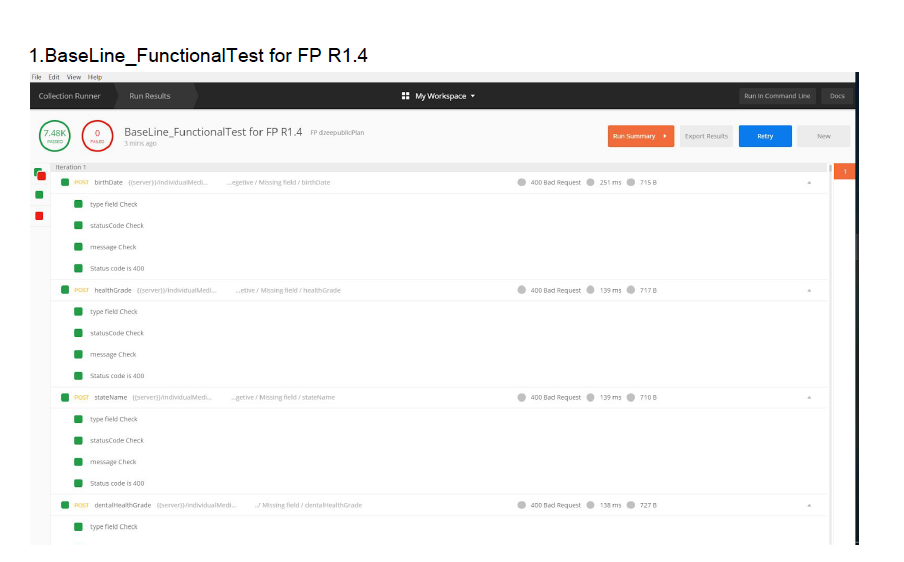 1.BaseLine_FunctionalTest for FP R1.4
File Edit View Help
Collection Runner Run Results My Workspace Run In Command Line Docs
7.48K PASSED 0 FAILED BaseLine_FunctionalTest for FP R1.4 FP dzeepublicPlan
3 mins ago
Run Summary Export Results Retry New
Iteration 1
1
POST birthDate {{server}}/individualMedi... ...egetive / Missing field / birthDate 400 Bad Request 251 ms 715 B
type field Check
statusCode Check
message Check
Status code is 400
POST healthGrade {{server}}/individualMedi... ...etive / Missing field / healthGrade 400 Bad Request 139 ms 717 B
type field Check
statusCode Check
message Check
Status code is 400
POST stateName {{server}}/individualMedi... ...getive / Missing field / stateName 400 Bad Request 139 ms 710 B
type field Check
statusCode Check
message Check
Status code is 400
POST dentalHealthGrade {{server}}/individualMedi... .../ Missing field / dentalHealthGrade 400 Bad Request 138 ms 727 B
type field Check